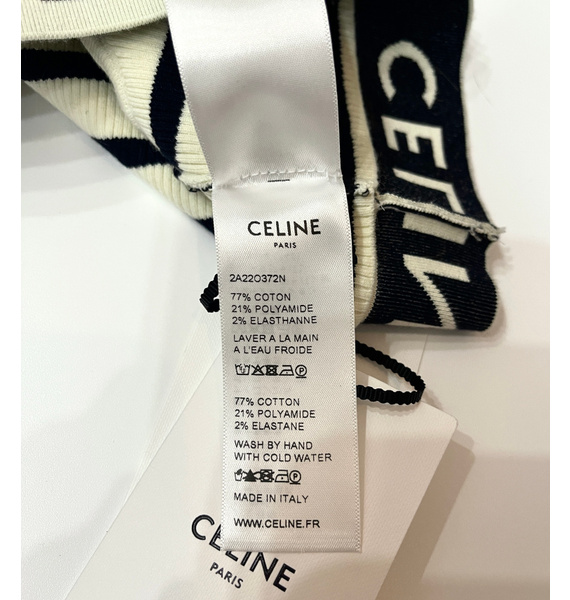 CELINE
CELINE
PARIS
2A22O372N
77% COTON
21% POLYAMIDE
2% ELASTHANNE
LAVER A LA MAIN
A L'EAU FROIDE
77% COTTON
21% POLYAMIDE
2% ELASTANE
WASH BY HAND
WITH COLD WATER
MADE IN ITALY
WWW.CELINE.FR
CELINE
PARIS